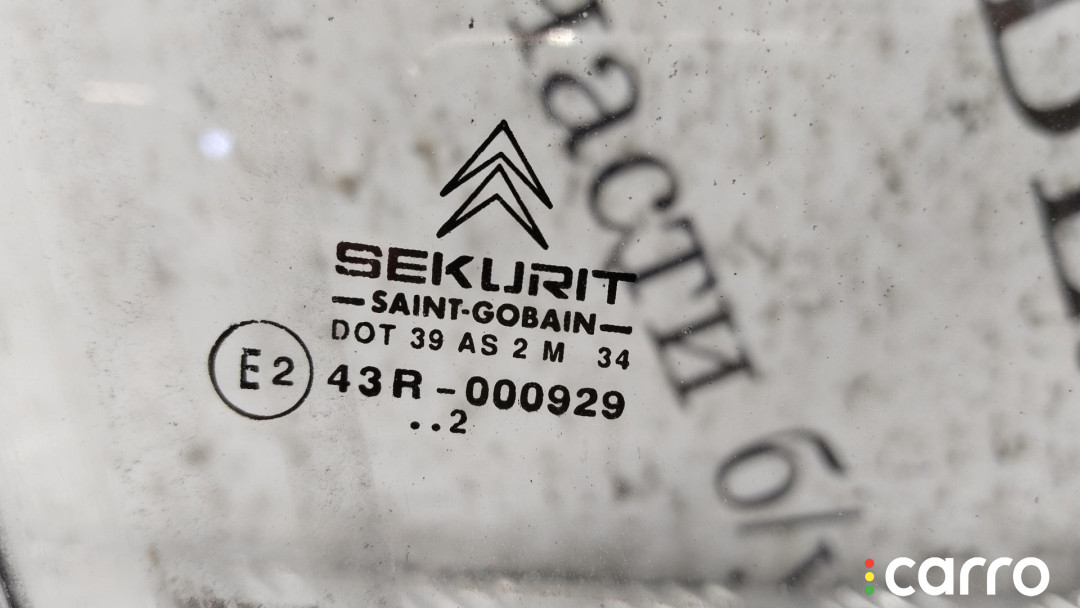 SEKURIT
—SAINT-GOBAIN—
DOT 39 AS 2 M 34
E2 43R-000929
..2
части б/
carro